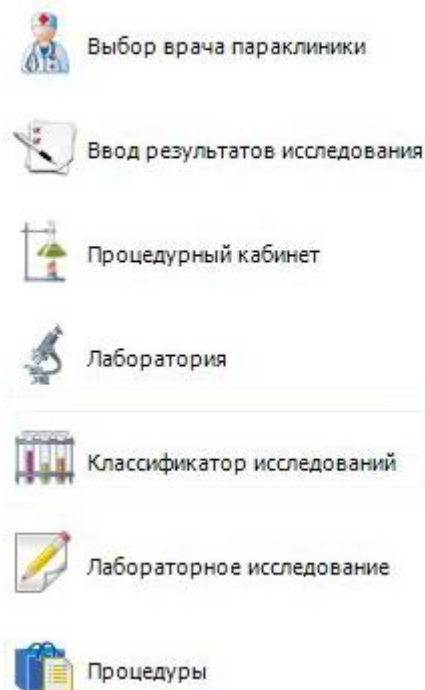 Выбор врача параклиники
Ввод результатов исследования
Процедурный кабинет
Лаборатория
Классификатор исследований
Лабораторное исследование
Процедуры